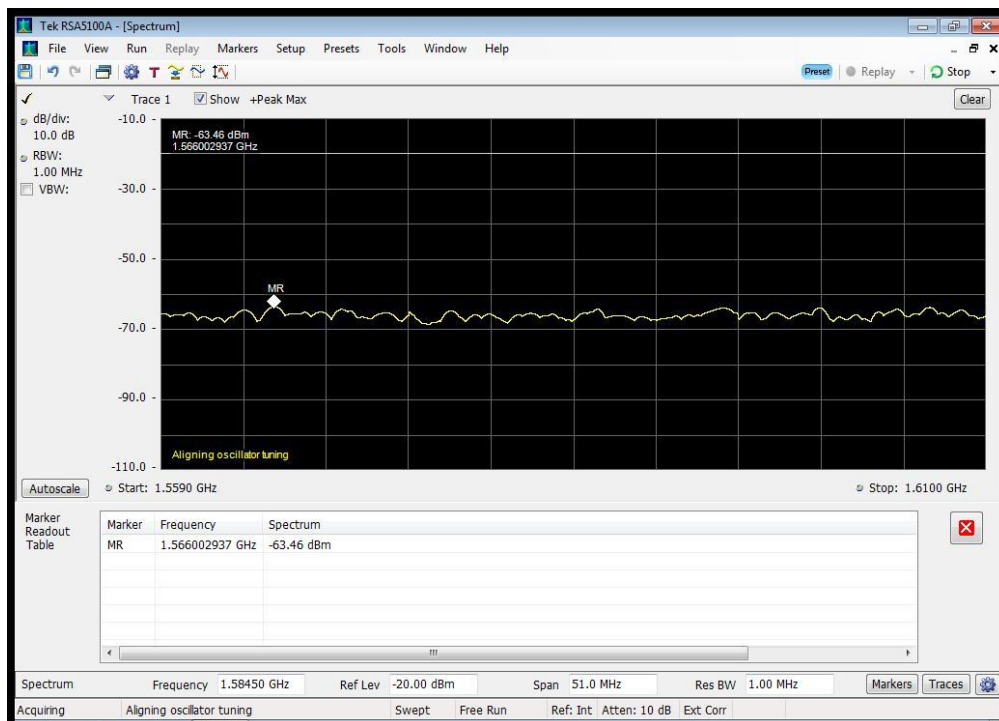 Tek RSA5100A - [Spectrum]
File View Run Replay Markers Setup Presets Tools Window Help
T Preset Replay Stop
Trace 1 Show +Peak Max Clear
dB/div:
10.0 dB
RBW:
1.00 MHz
VBW:
-10.0
MR: -63.46 dBm
1.566002937 GHz
-30.0
-50.0
MR
-70.0
-90.0
Aligning oscillator tuning
-110.0
Autoscale Start: 1.5590 GHz Stop: 1.6100 GHz
Marker
Readout
Table
Marker Frequency Spectrum
MR 1.566002937 GHz -63.46 dBm
Spectrum Frequency 1.58450 GHz Ref Lev -20.00 dBm Span 51.0 MHz Res BW 1.00 MHz Markers Traces
Acquiring Aligning oscillator tuning Swept Free Run Ref: Int Atten: 10 dB Ext Corr